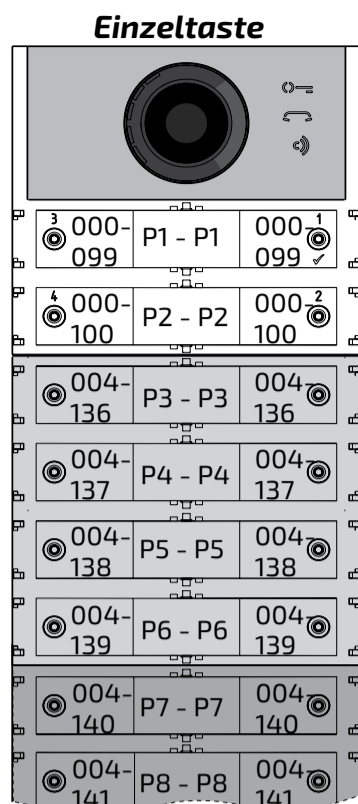 Einzeltaste
3 000- P1 - P1 000- 1
099 099 ✓
4 000- P2 - P2 000- 2
100 100
004- P3 - P3 004-
136 136
004- P4 - P4 004-
137 137
004- P5 - P5 004-
138 138
004- P6 - P6 004-
139 139
004- P7 - P7 004-
140 140
004- P8 - P8 004-
141 141